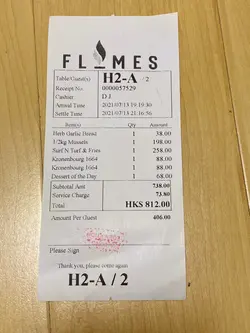 FLAMES
Table/Guest(s) H2-A / 2
Receipt No. 0000057529
Cashier DJ
Arrival Time 2021/07/13 19:19:30
Settle Time 2021/07/13 21:16:56
Item(s) Qty Amount
Herb Garlic Bread 1 38.00
1/2kg Mussels 1 198.00
Surf N Turf & Fries 1 258.00
Kronenbourg 1664 1 88.00
Kronenbourg 1664 1 88.00
Dessert of the Day 1 68.00
Subtotal Amt 738.00
Service Charge 73.80
Total HK$ 812.00
Amount Per Guest 406.00
Please Sign
Thank you, please come again
H2-A / 2